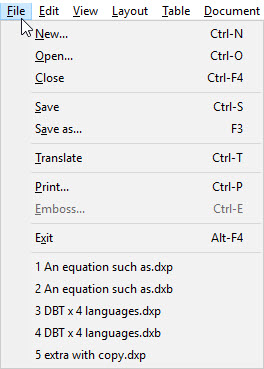 File Edit View Layout Table Document
New... Ctrl-N
Open... Ctrl-O
Close Ctrl-F4
Save Ctrl-S
Save as... F3
Translate Ctrl-T
Print... Ctrl-P
Emboss... Ctrl-E
Exit Alt-F4
1 An equation such as.dxp
2 An equation such as.dxb
3 DBT x 4 languages.dxp
4 DBT x 4 languages.dxb
5 extra with copy.dxp